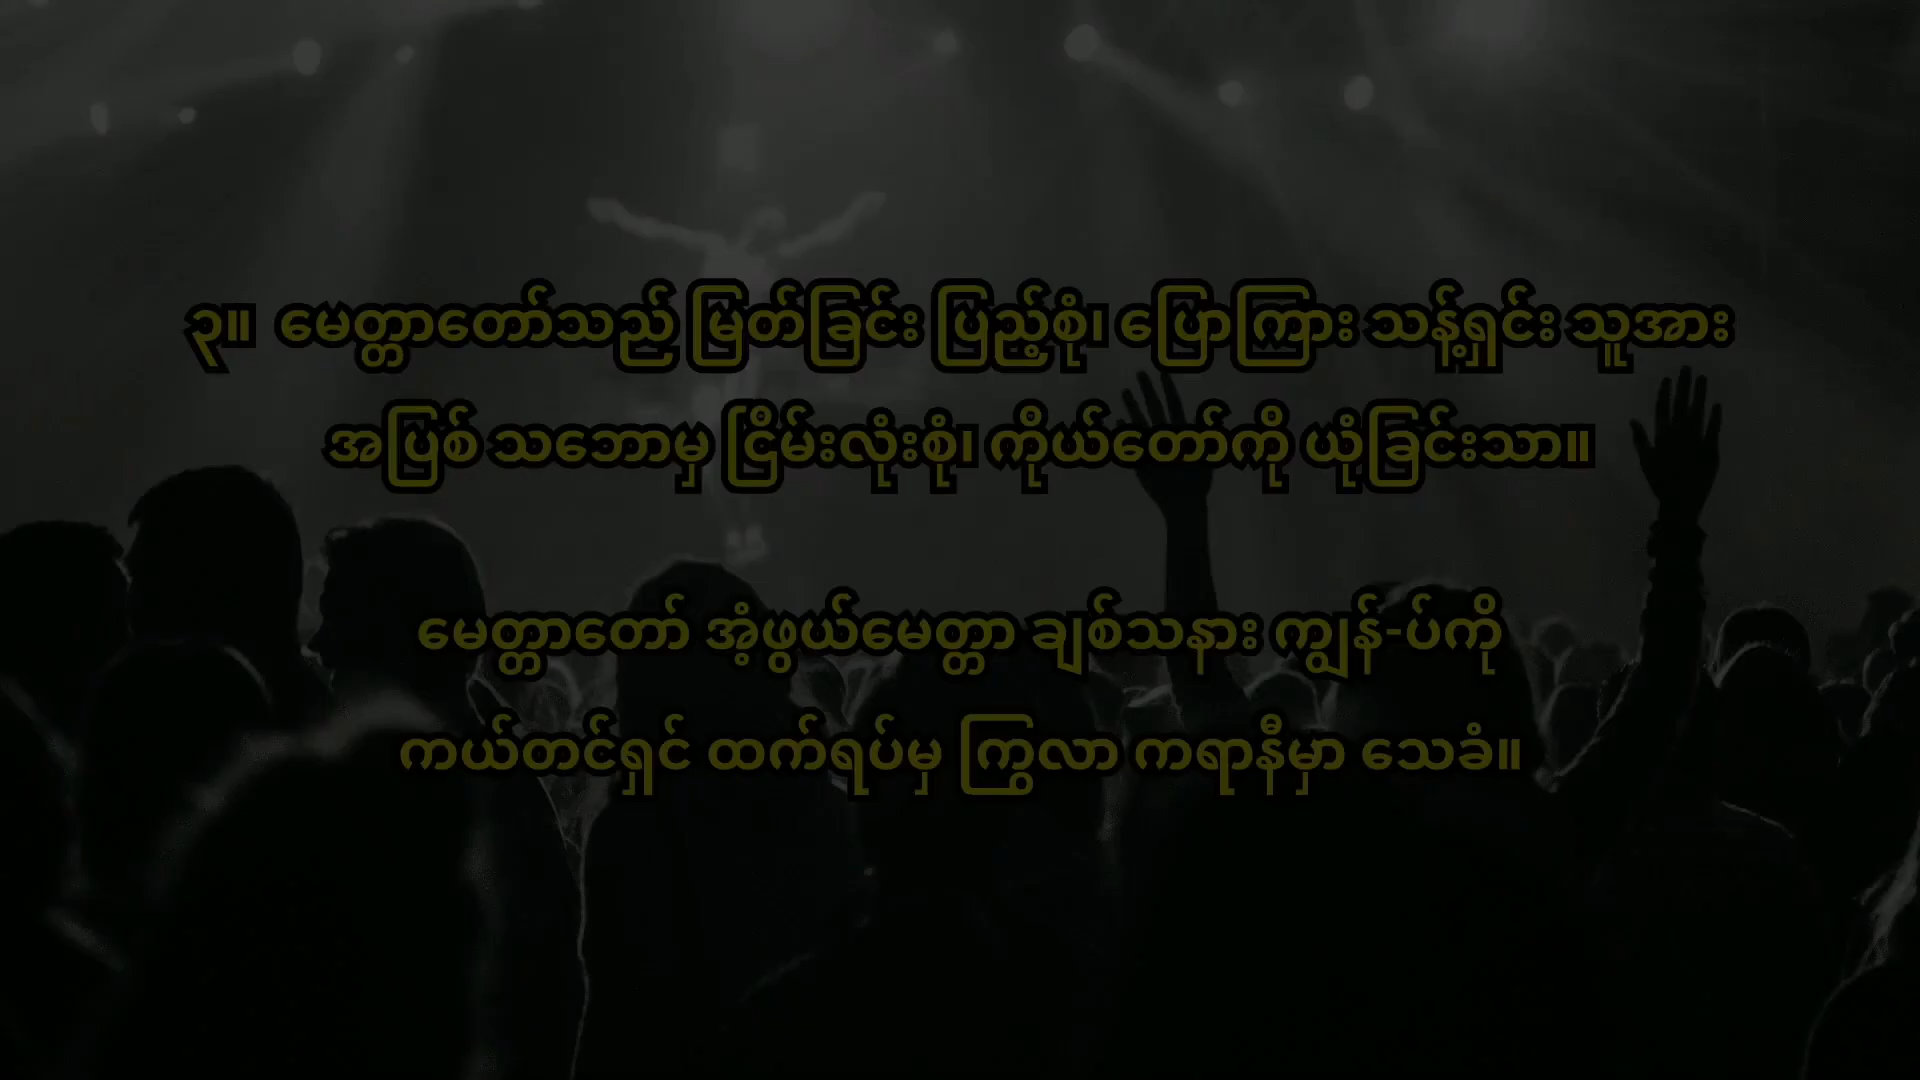 ၃။ မေတ္တာတော်သည် မြတ်ခြင်း ပြည့်စုံ၊ ပြောကြား သန့်ရှင်း သူအား
အပြစ် သဘောမှ ငြိမ်းလုံးစုံ၊ ကိုယ်တော်ကို ယုံခြင်းသာ။
မေတ္တာတော် အံ့ဖွယ်မေတ္တာ ချစ်သနား ကျွန်-ပ်ကို
ကယ်တင်ရှင် ထက်ရပ်မှ ကြွလာ ကရာနီမှာ သေခံ။